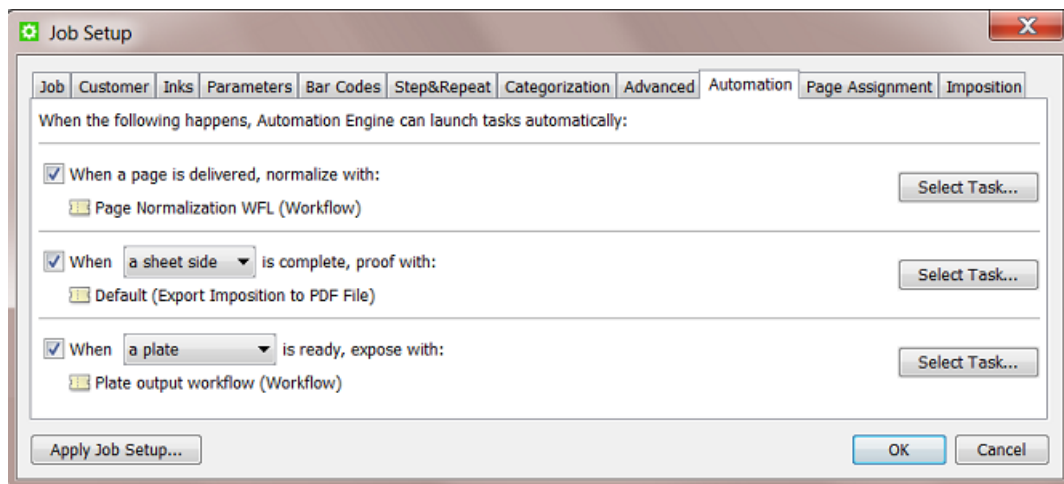 Job Setup
Job Customer Inks Parameters Bar Codes Step&Repeat Categorization Advanced Automation Page Assignment Imposition
When the following happens, Automation Engine can launch tasks automatically:
When a page is delivered, normalize with:
Select Task...
Page Normalization WFL (Workflow)
When a sheet side is complete, proof with:
Select Task...
Default (Export Imposition to PDF File)
When a plate is ready, expose with:
Select Task...
Plate output workflow (Workflow)
Apply Job Setup... OK Cancel